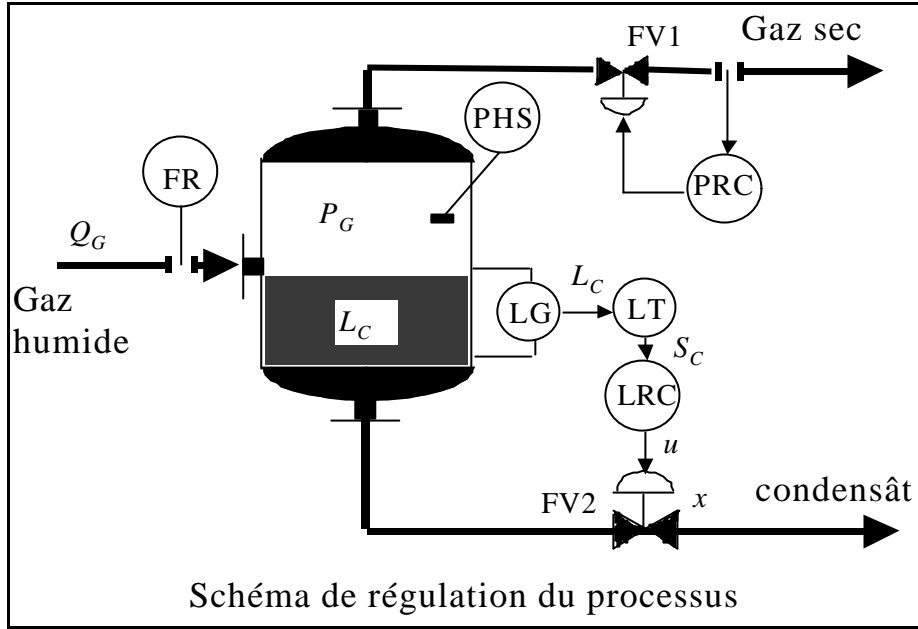 Gaz sec
FV1
PHS
FR
PRC
P_G
Q_G
Gaz
humide
L_C
LG
L_C
LT
S_C
LRC
u
FV2
x
condensât
Schéma de régulation du processus